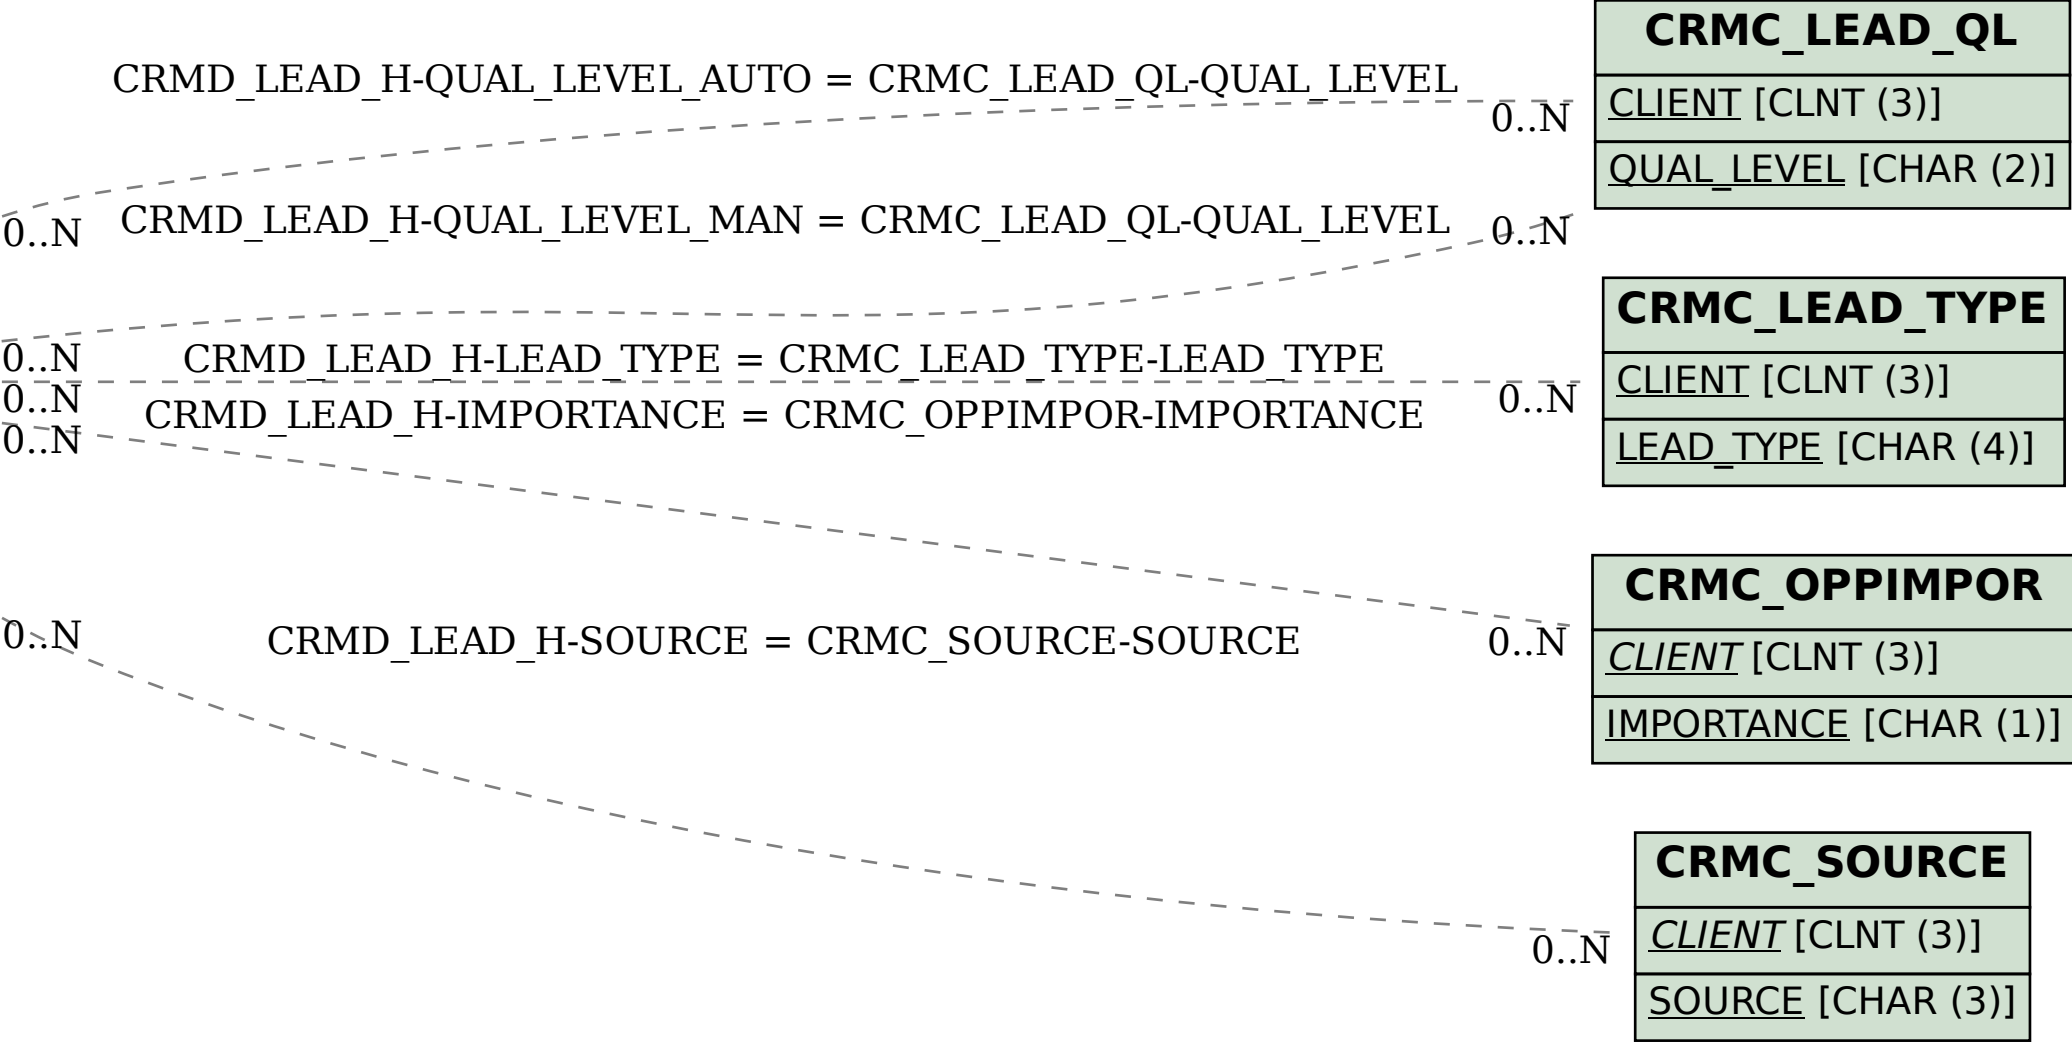 CRMC_LEAD_QL
CRMD_LEAD_H-QUAL_LEVEL_AUTO = CRMC_LEAD_QL-QUAL_LEVEL
0..N
CLIENT [CLNT (3)]
QUAL_LEVEL [CHAR (2)]
0..N
CRMD_LEAD_H-QUAL_LEVEL_MAN = CRMC_LEAD_QL-QUAL_LEVEL
0..N
CRMC_LEAD_TYPE
0..N
CRMD_LEAD_H-LEAD_TYPE = CRMC_LEAD_TYPE-LEAD_TYPE
CLIENT [CLNT (3)]
0..N
0..N
CRMD_LEAD_H-IMPORTANCE = CRMC_OPPIMPOR-IMPORTANCE
0..N
LEAD_TYPE [CHAR (4)]
CRMC_OPPIMPOR
0..N
CRMD_LEAD_H-SOURCE = CRMC_SOURCE-SOURCE
0..N
CLIENT [CLNT (3)]
IMPORTANCE [CHAR (1)]
CRMC_SOURCE
0..N
CLIENT [CLNT (3)]
SOURCE [CHAR (3)]